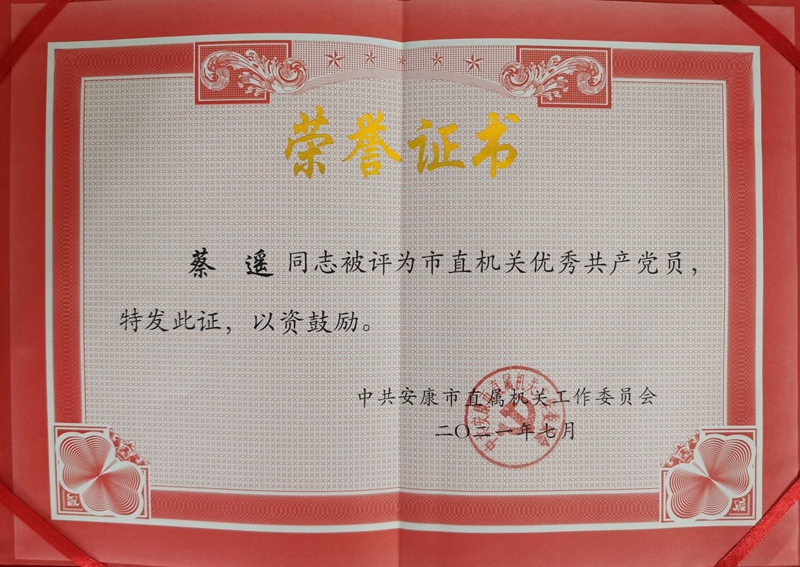 荣誉证书
蔡 遥 同志被评为市直机关优秀共产党员，
特发此证，以资鼓励。
中共安康市直属机关工作委员会
二〇二一年七月